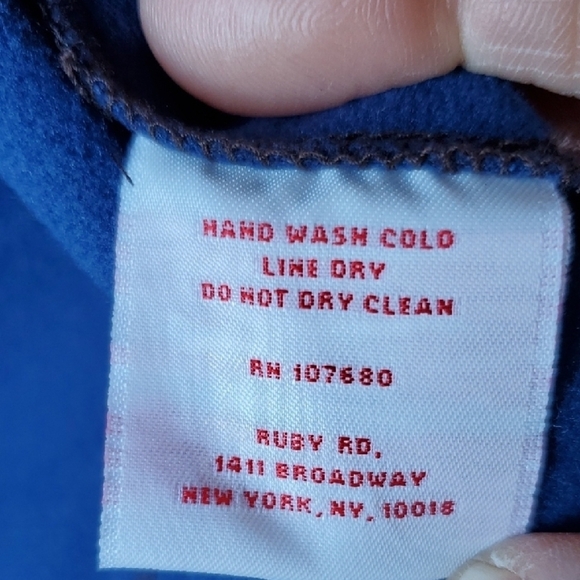 HAND WASH COLD
LINE DRY
DO NOT DRY CLEAN
RN 107680
RUBY RD.
1411 BROADWAY
NEW YORK, NY, 10018